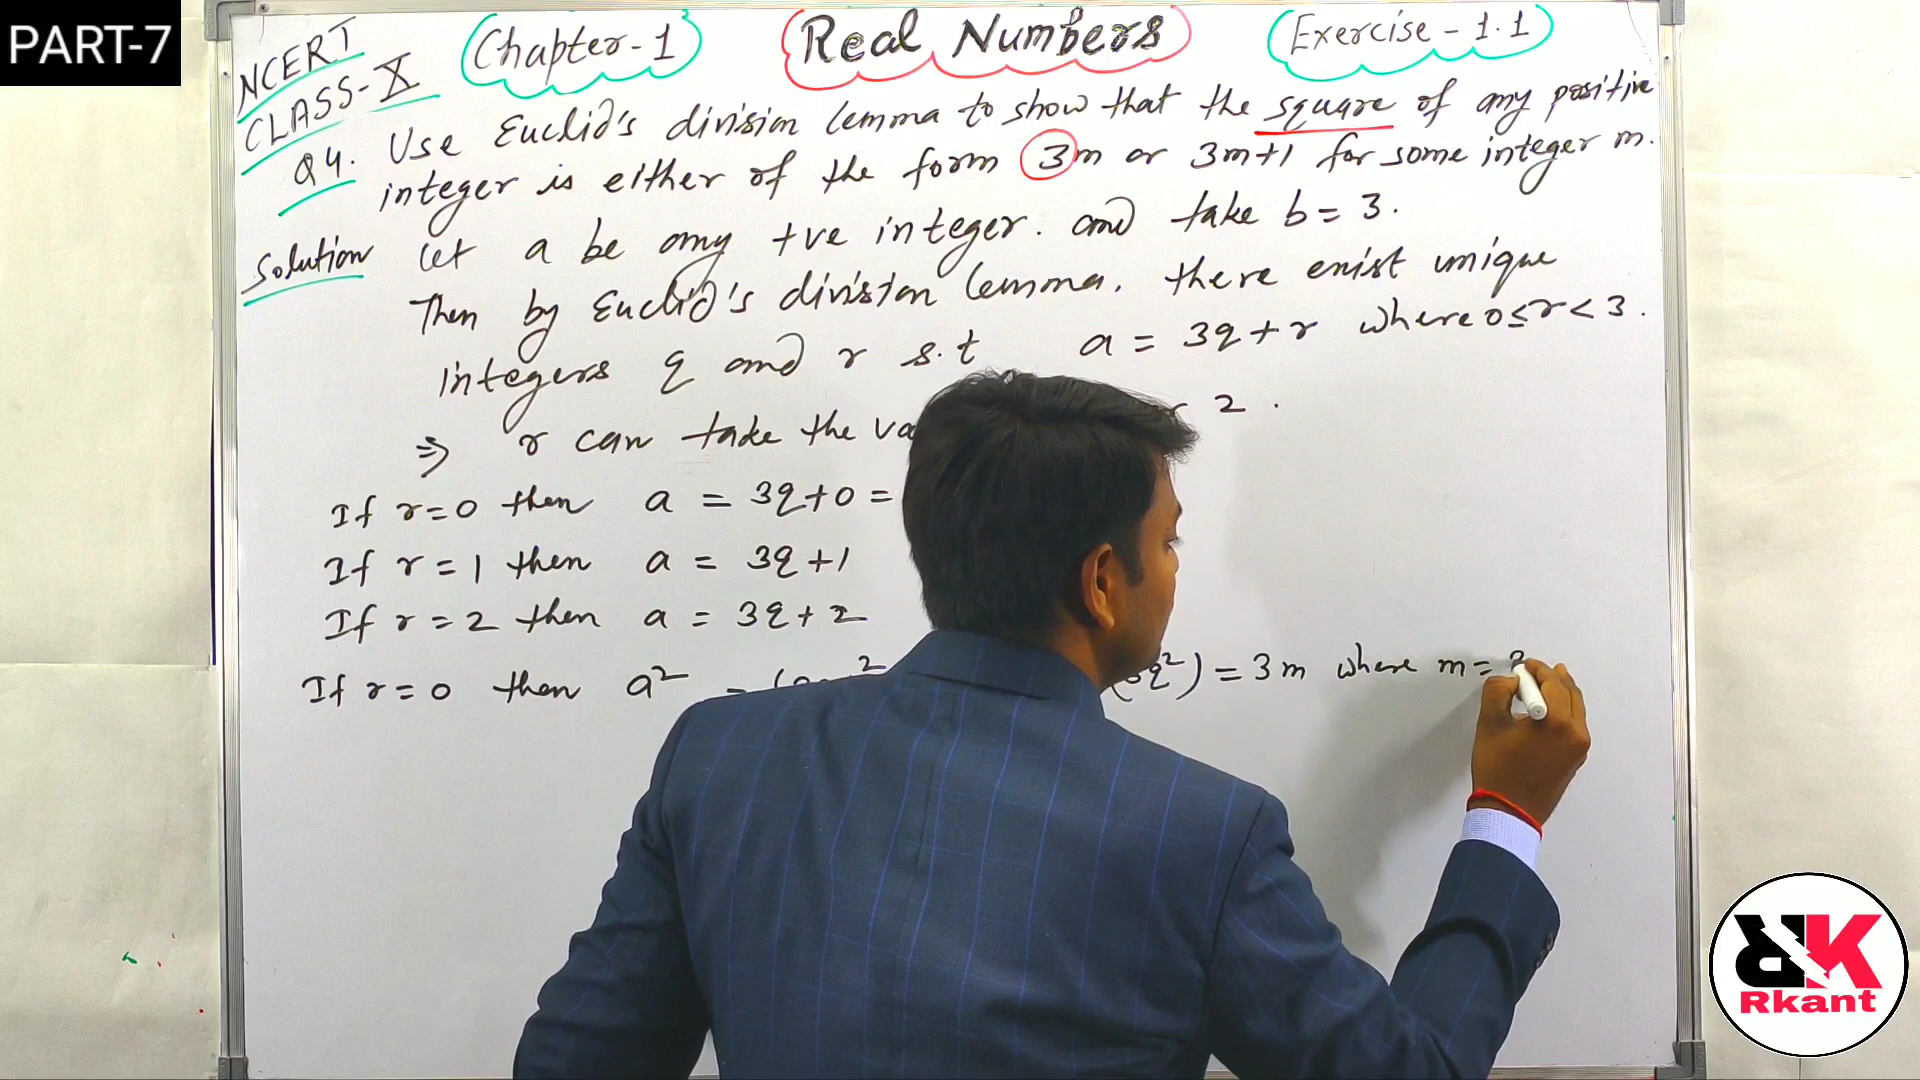 PART-7
NCERT
CLASS-X
Chapter-1
Real Numbers
Exercise - 1.1
Q4. Use Euclid's division lemma to show that the square of any positive
integer is either of the form 3m or 3m+1 for some integer m.
Solution Let a be any +ve integer. and take b = 3.
Then by Euclid's division lemma. there exist unique
integers q and r s.t a = 3q+r where 0≤r<3.
⇒ r can take the 2.
If r=0 then a = 3q+0 =
If r=1 then a = 3q+1
If r=2 then a = 3q+2
If r=0 then a² = q²) = 3m where m =
RK
Rkant